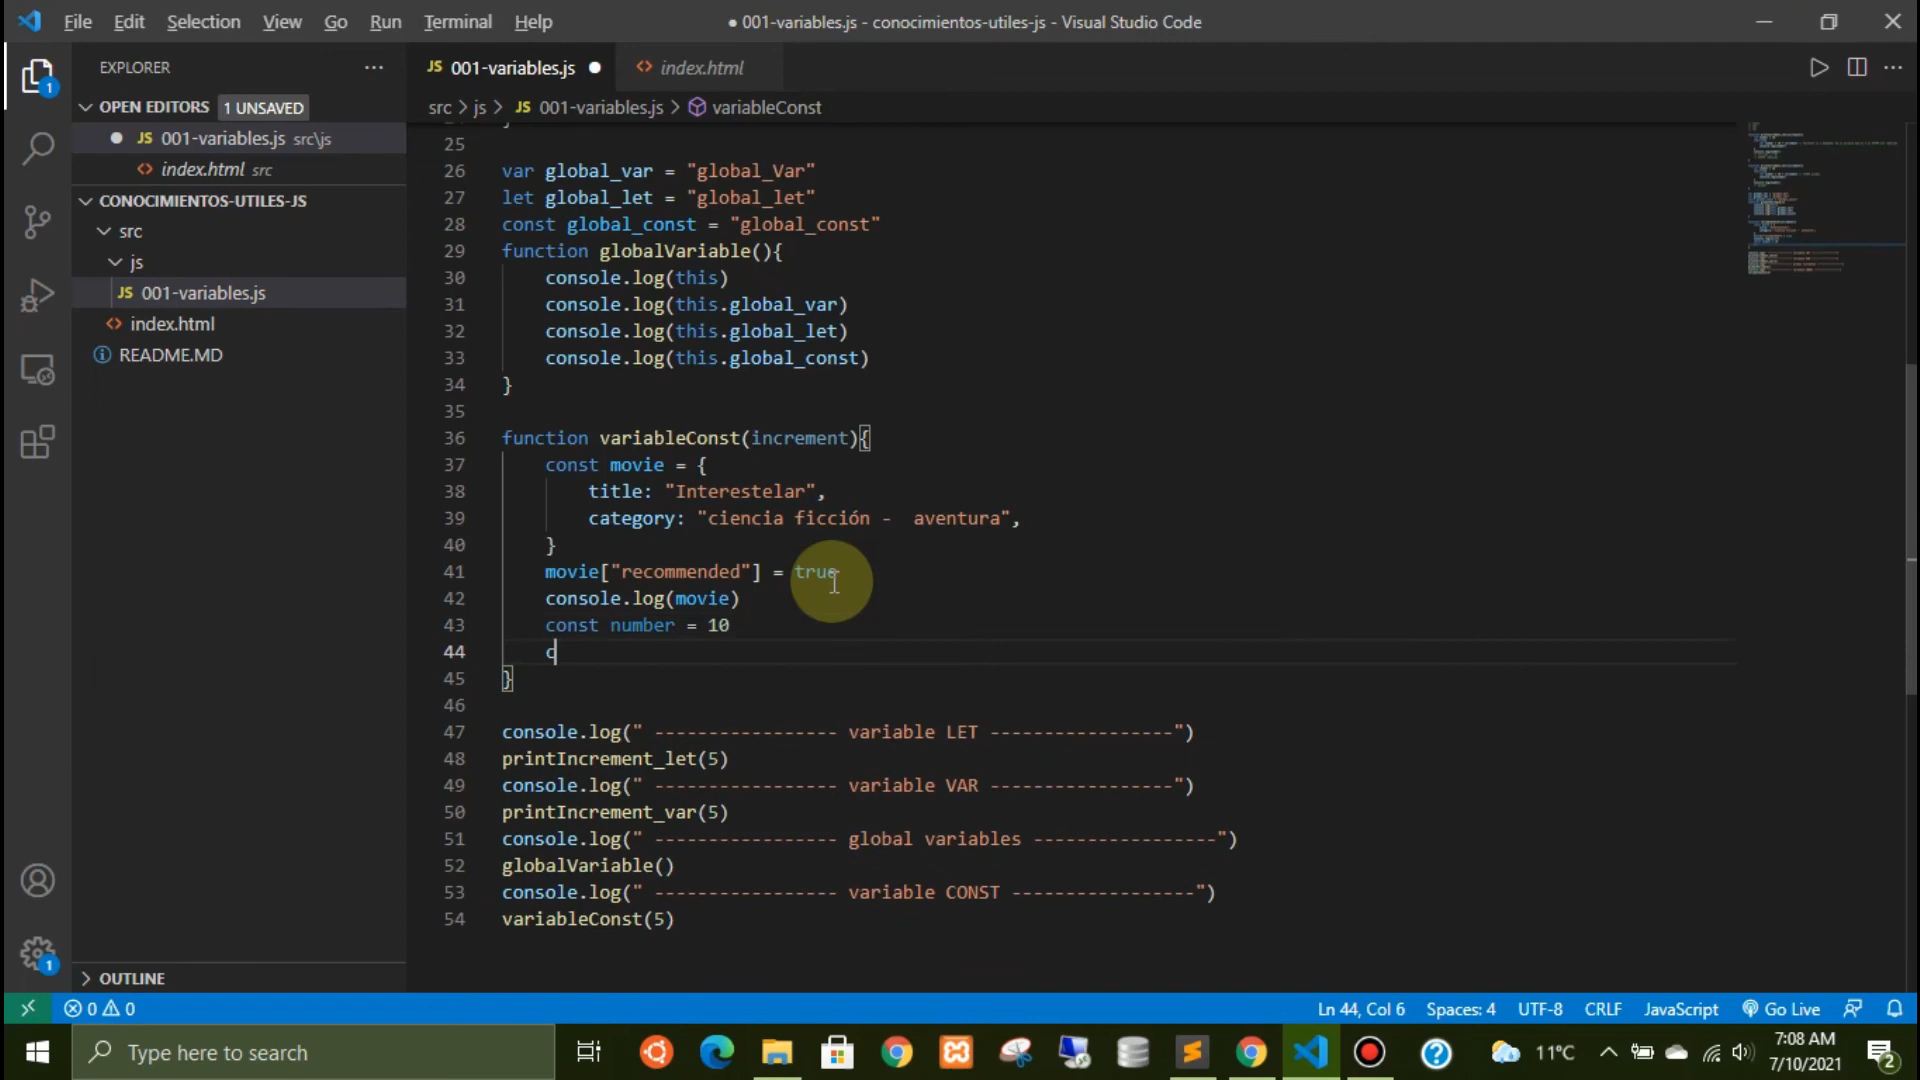 File Edit Selection View Go Run Terminal Help
● 001-variables.js - conocimientos-utiles-js - Visual Studio Code
EXPLORER
OPEN EDITORS 1 UNSAVED
JS 001-variables.js src\js
<> index.html src
CONOCIMIENTOS-UTILES-JS
src
js
JS 001-variables.js
<> index.html
README.MD
OUTLINE
JS 001-variables.js ● <> index.html
src > js > JS 001-variables.js > variableConst
25
26 var global_var = "global_Var"
27 let global_let = "global_let"
28 const global_const = "global_const"
29 function globalVariable(){
30 console.log(this)
31 console.log(this.global_var)
32 console.log(this.global_let)
33 console.log(this.global_const)
34 }
35
36 function variableConst(increment){
37 const movie = {
38 title: "Interestelar",
39 category: "ciencia ficción -  aventura",
40 }
41 movie["recommended"] = true
42 console.log(movie)
43 const number = 10
44 c
45 }
46
47 console.log(" ----------------- variable LET -----------------")
48 printIncrement_let(5)
49 console.log(" ----------------- variable VAR -----------------")
50 printIncrement_var(5)
51 console.log(" ----------------- global variables -----------------")
52 globalVariable()
53 console.log(" ----------------- variable CONST -----------------")
54 variableConst(5)
0 0
Ln 44, Col 6 Spaces: 4 UTF-8 CRLF JavaScript Go Live
Type here to search
11°C
7:08 AM
7/10/2021
2
1
1